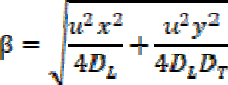 β = √(u²x²/4D_L + u²y²/4D_LD_T)